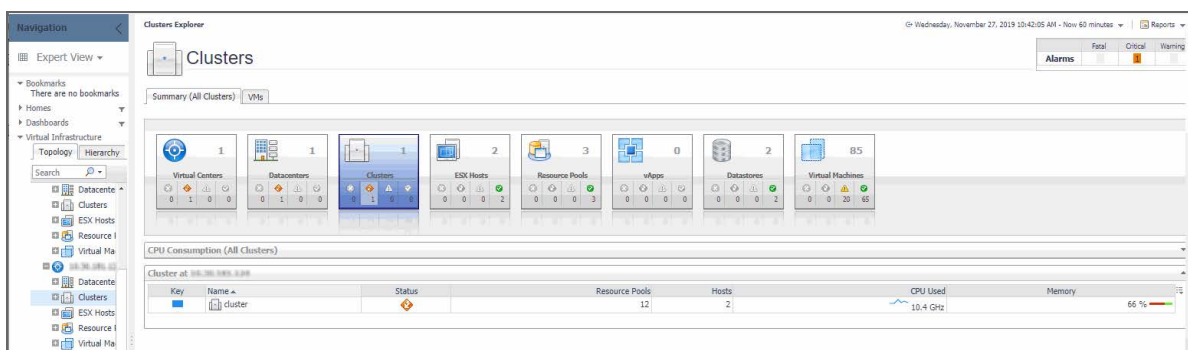 Navigation
Clusters Explorer
Wednesday, November 27, 2019 10:42:05 AM - Now 60 minutes
Reports
Expert View
Clusters
Fatal Critical Warning
Alarms 1
Bookmarks
There are no bookmarks
Homes
Dashboards
Virtual Infrastructure
Topology Hierarchy
Search
Datacente
Clusters
ESX Hosts
Resource I
Virtual Ma
Datacente
Clusters
ESX Hosts
Resource I
Virtual Ma
Summary (All Clusters) VMs
1 1 1 2 3 0 2 85
Virtual Centers Datacenters Clusters ESX Hosts Resource Pools vApps Datastores Virtual Machines
0 1 0 0 0 1 0 0 0 1 0 0 0 0 0 2 0 0 0 3 0 0 0 0 0 0 0 2 0 0 20 65
CPU Consumption (All Clusters)
Cluster at
Key Name Status Resource Pools Hosts CPU Used Memory
cluster 12 2 10.4 GHz 66 %